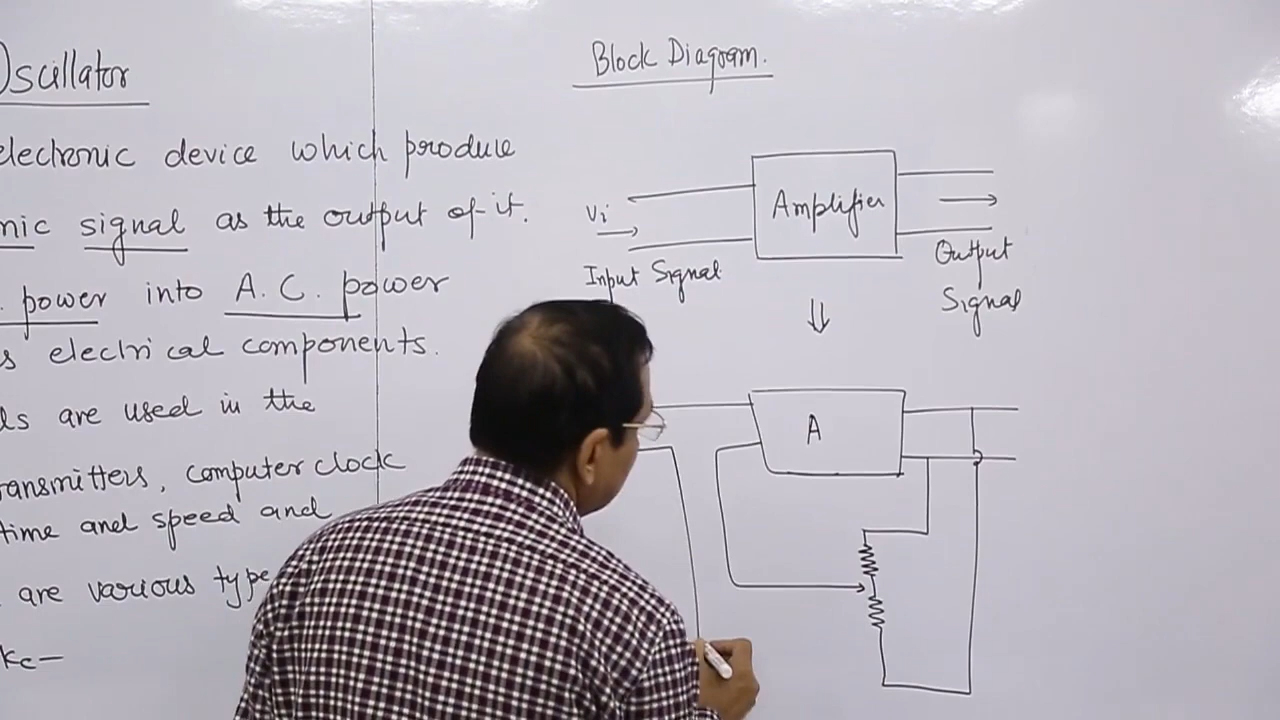 Oscillator
electronic device which produce
nic signal as the output of it.
power into A.C. power
s electrical components.
ls are used in the
ransmitters, computer clock
time and speed and
are various type
Block Diagram.
Amplifier
Vi
Input Signal
Output
Signal
A